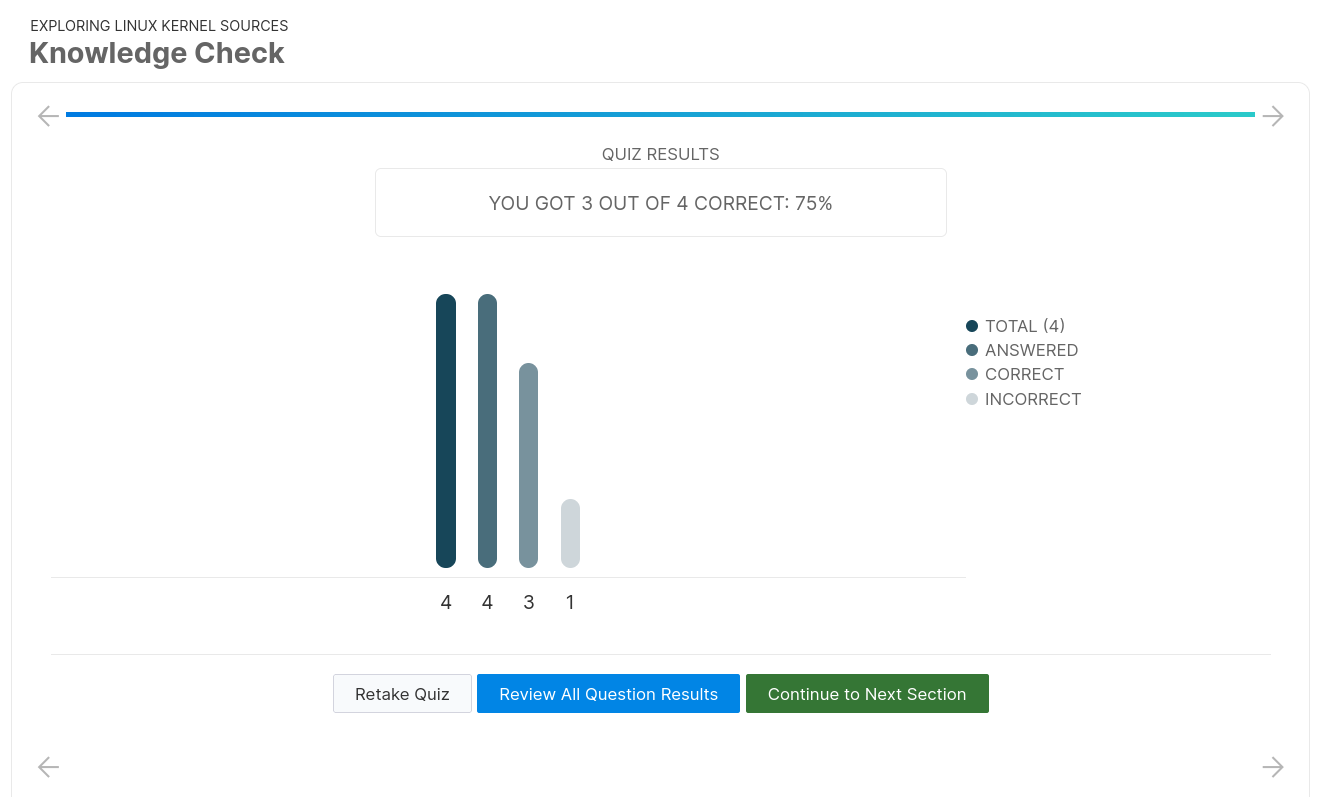 EXPLORING LINUX KERNEL SOURCES
Knowledge Check
QUIZ RESULTS
YOU GOT 3 OUT OF 4 CORRECT: 75%
TOTAL (4)
ANSWERED
CORRECT
INCORRECT
4 4 3 1
Retake Quiz Review All Question Results Continue to Next Section